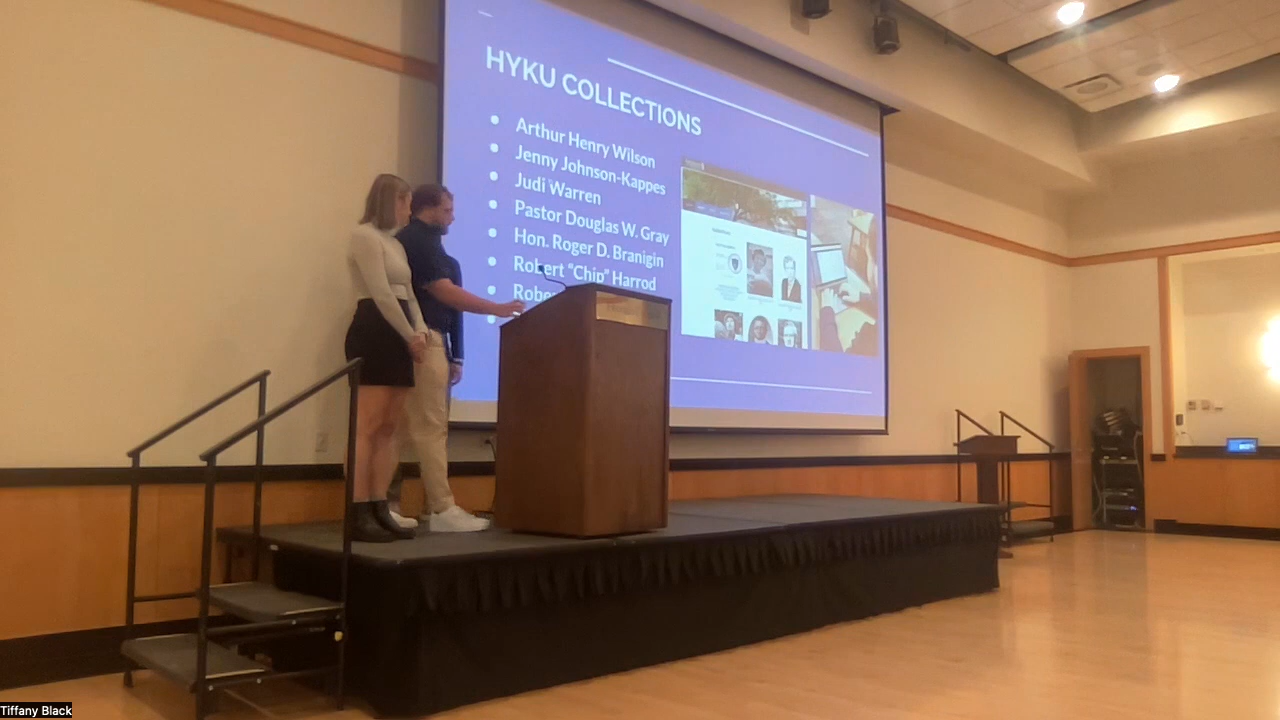 HYKU COLLECTIONS
Arthur Henry Wilson
Jenny Johnson-Kappes
Judi Warren
Pastor Douglas W. Gray
Hon. Roger D. Branigin
Robert “Chip” Harrod
Tiffany Black